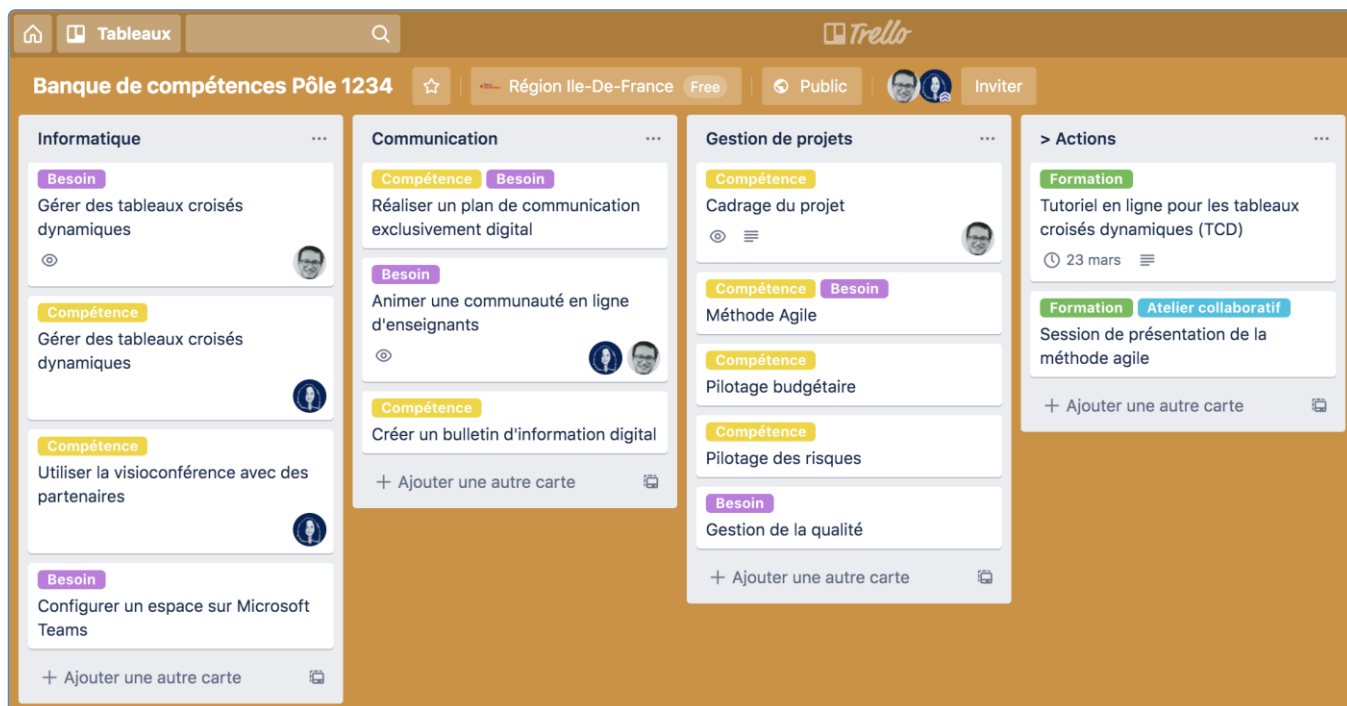 Tableaux
Trello
Banque de compétences Pôle 1234
Région Ile-De-France Free
Public
Inviter
Informatique
Besoin
Gérer des tableaux croisés
dynamiques
Compétence
Gérer des tableaux croisés
dynamiques
Compétence
Utiliser la visioconférence avec des
partenaires
Besoin
Configurer un espace sur Microsoft
Teams
+ Ajouter une autre carte
Communication
Compétence Besoin
Réaliser un plan de communication
exclusivement digital
Besoin
Animer une communauté en ligne
d'enseignants
Compétence
Créer un bulletin d'information digital
+ Ajouter une autre carte
Gestion de projets
Compétence
Cadrage du projet
Compétence Besoin
Méthode Agile
Compétence
Pilotage budgétaire
Compétence
Pilotage des risques
Besoin
Gestion de la qualité
+ Ajouter une autre carte
> Actions
Formation
Tutoriel en ligne pour les tableaux
croisés dynamiques (TCD)
23 mars
Formation Atelier collaboratif
Session de présentation de la
méthode agile
+ Ajouter une autre carte